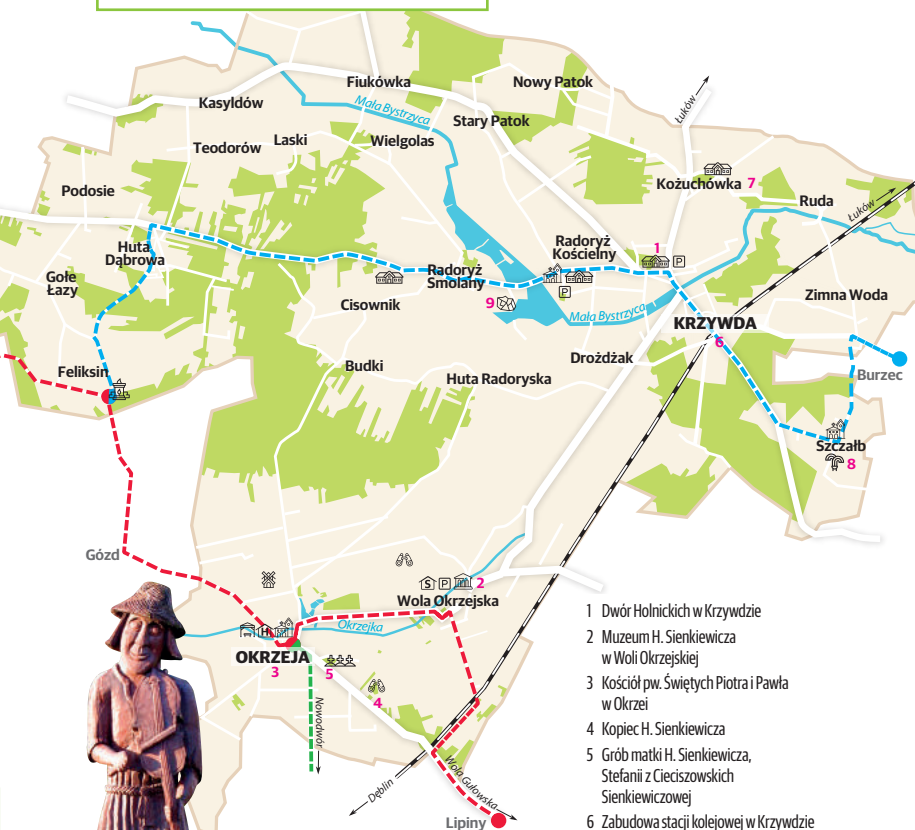 Fiukówka
Nowy Patok
Kasyldów
Mała Bystrzyca
Stary Patok
Łuków
Teodorów
Laski
Wielgolas
Podosie
Kożuchówka 7
Ruda
Łuków
Huta
Dąbrowa
Radoryż
Kościelny
1
P
Gołe
Łazy
Radoryż
Smolany
Cisownik
9
P
Mała Bystrzyca
Zimna Woda
KRZYWDA
6
Feliksin
Budki
Huta Radoryska
Drożdżak
Burzec
Szczałb
8
Gózd
S P 2
Wola Okrzejska
Okrzejka
H
OKRZEJA
3
5
4
Nowodwór
Dęblin
Wola Gułowska
Lipiny
1 Dwór Holnickich w Krzywdzie
2 Muzeum H. Sienkiewicza
w Woli Okrzejskiej
3 Kościół pw. Świętych Piotra i Pawła
w Okrzei
4 Kopiec H. Sienkiewicza
5 Grób matki H. Sienkiewicza,
Stefanii z Cieciszowskich
Sienkiewiczowej
6 Zabudowa stacji kolejowej w Krzywdzie